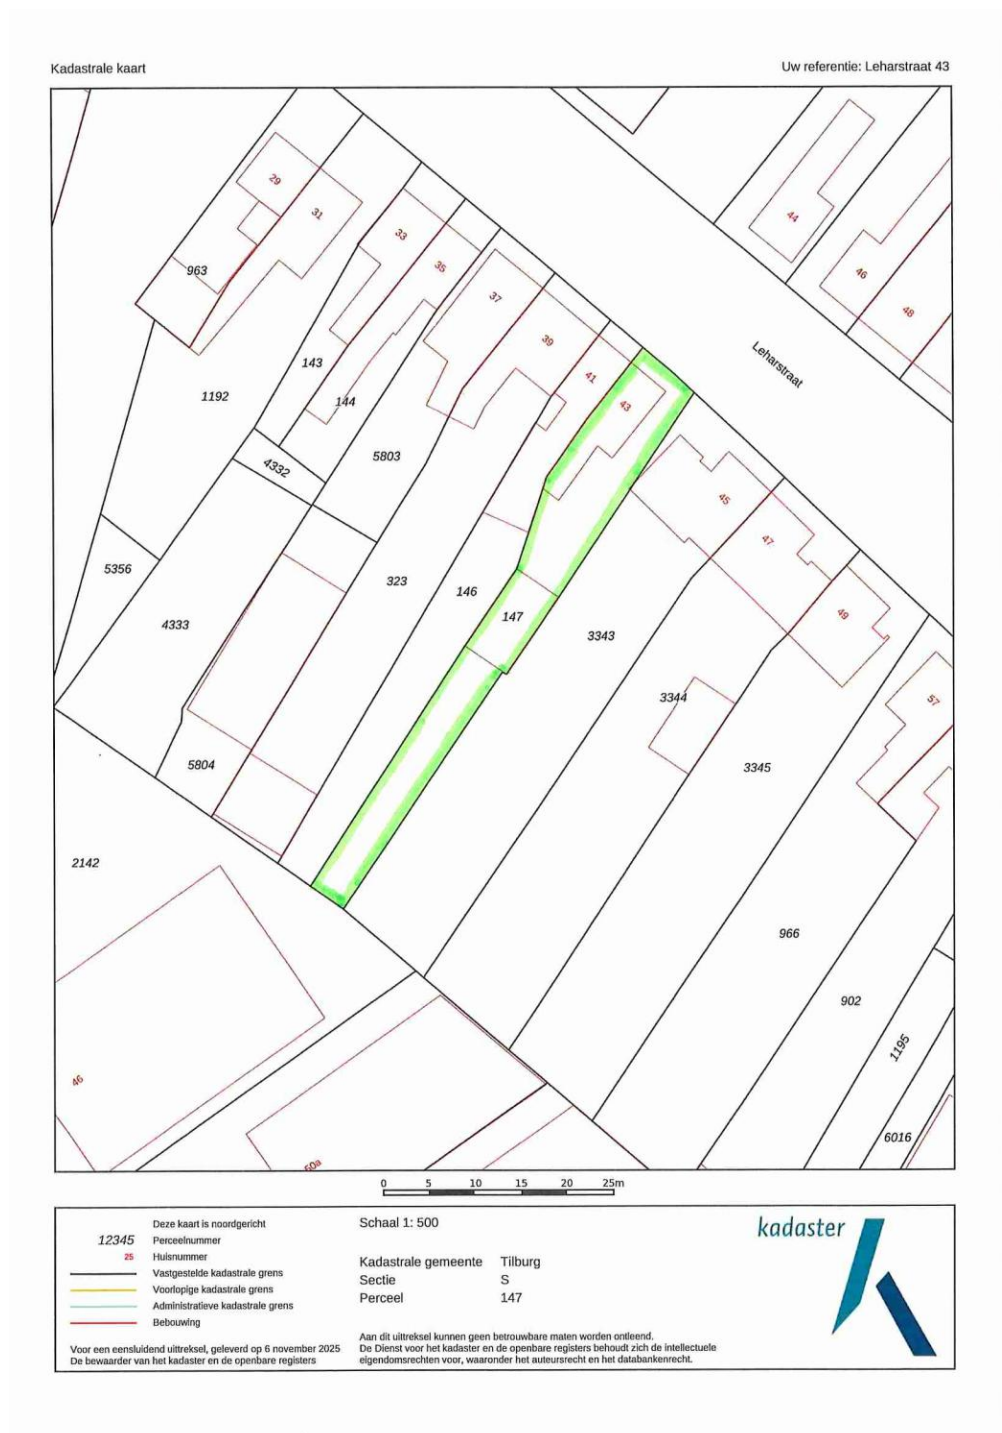 Kadastrale kaart
Uw referentie: Leharstraat 43
29
31
33
35
37
39
41
43
44
46
48
963
143
1192
144
5803
4332
Leharstraat
45
47
49
57
5356
4333
323
146
147
3343
3344
3345
5804
2142
966
902
1195
6016
46
60a
0 5 10 15 20 25m
Deze kaart is noordgericht
12345 Perceelnummer
25 Huisnummer
Vastgestelde kadastrale grens
Voorlopige kadastrale grens
Administratieve kadastrale grens
Bebouwing
Voor een eensluidend uittreksel, geleverd op 6 november 2025
De bewaarder van het kadaster en de openbare registers
Schaal 1: 500
Kadastrale gemeente Tilburg
Sectie S
Perceel 147
Aan dit uittreksel kunnen geen betrouwbare maten worden ontleend.
De Dienst voor het kadaster en de openbare registers behoudt zich de intellectuele
eigendomsrechten voor, waaronder het auteursrecht en het databankenrecht.
kadaster